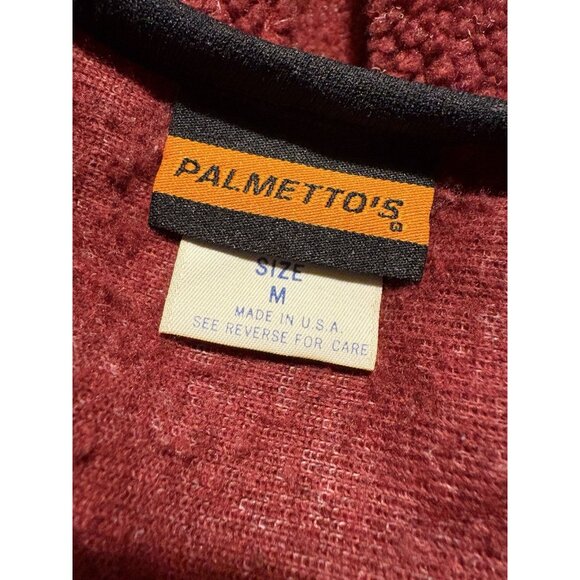 PALMETTO'S®
SIZE
M
MADE IN U.S.A.
SEE REVERSE FOR CARE